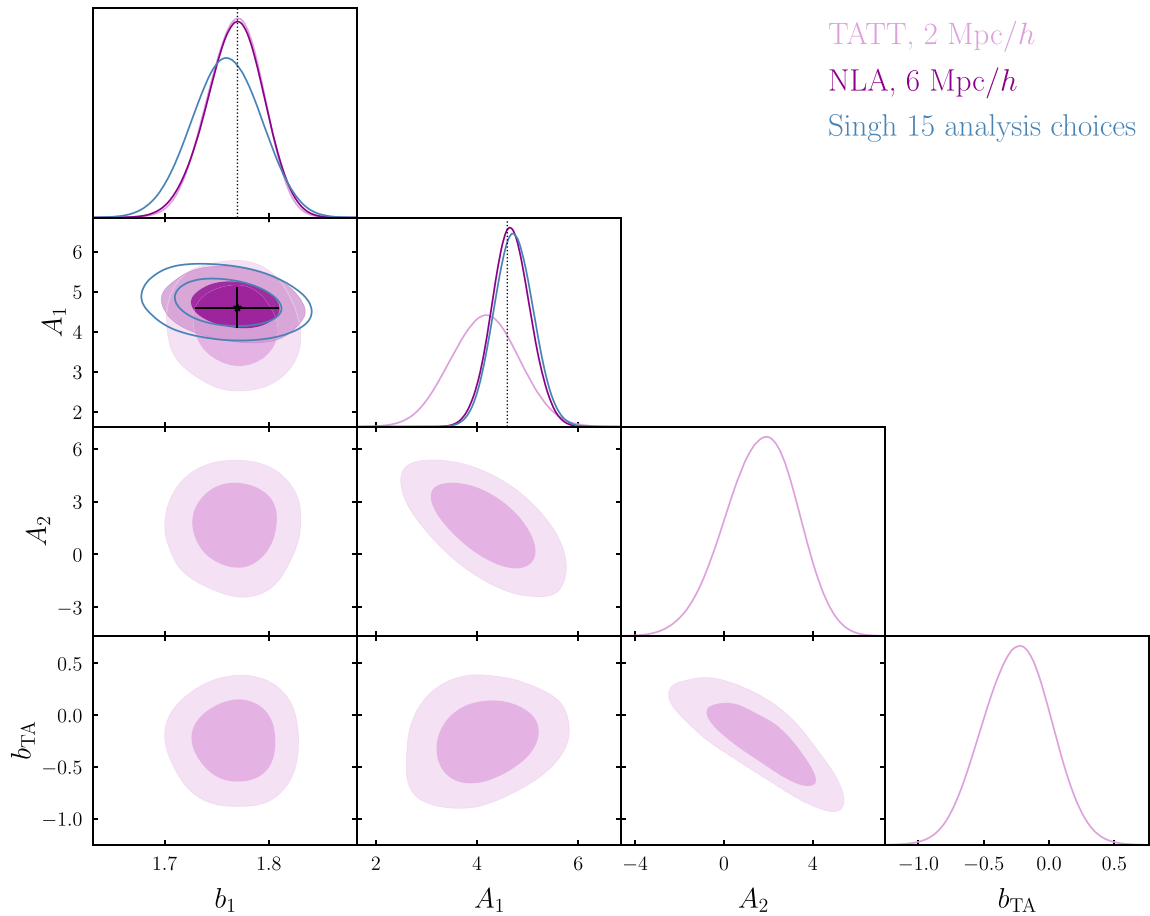 TATT, 2 Mpc/h
NLA, 6 Mpc/h
Singh 15 analysis choices
A₁
6
5
4
3
2
A₂
6
3
0
−3
b_TA
0.5
0.0
−0.5
−1.0
1.7 1.8
2 4 6
−4 0 4
−1.0 −0.5 0.0 0.5
b₁ A₁ A₂ b_TA